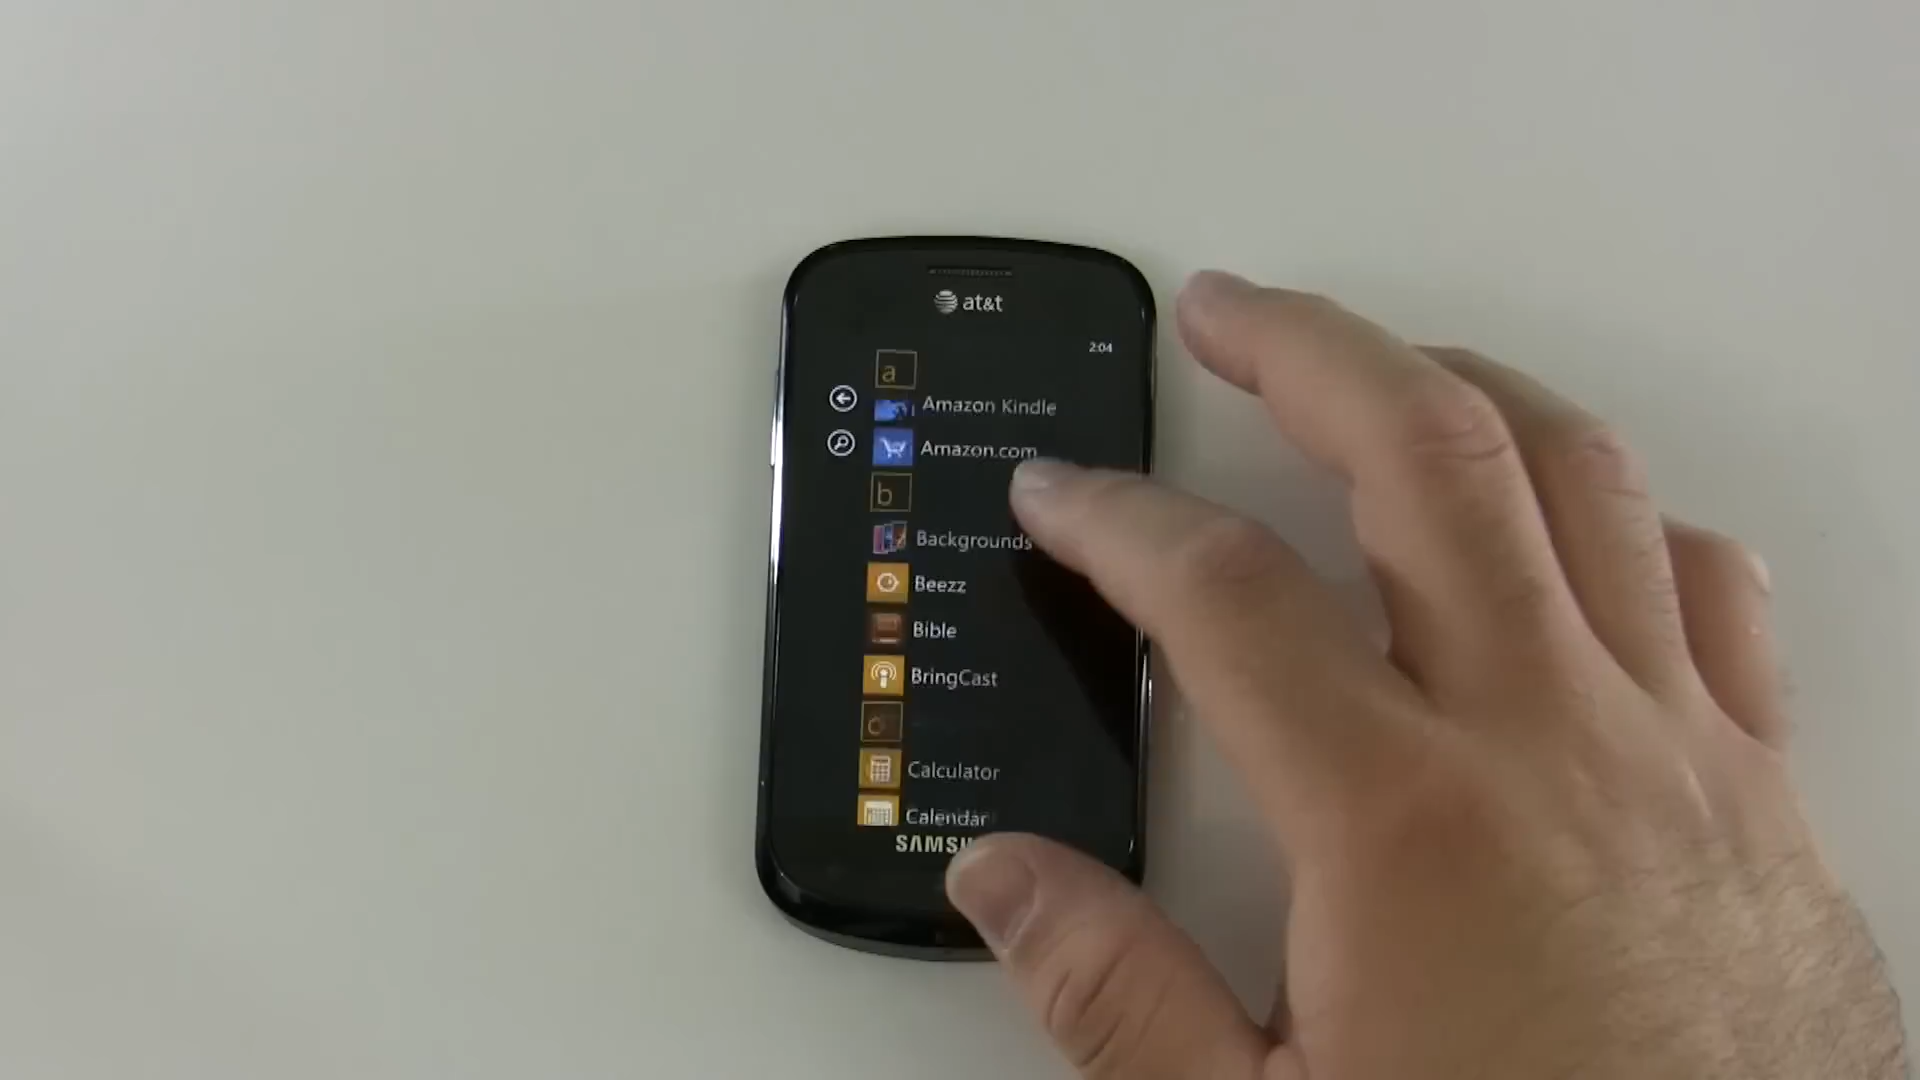 at&t
2:04
a
Amazon Kindle
Amazon.com
b
Backgrounds
Beezz
Bible
BringCast
c
Calculator
Calendar